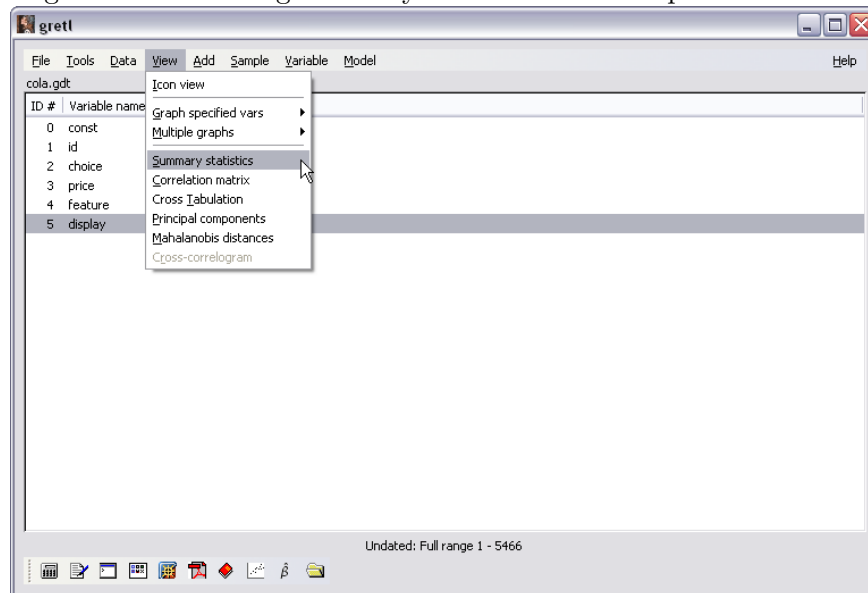 gretl
File Tools Data View Add Sample Variable Model Help
cola.gdt
ID # Variable name
0 const
1 id
2 choice
3 price
4 feature
5 display
Icon view
Graph specified vars
Multiple graphs
Summary statistics
Correlation matrix
Cross Tabulation
Principal components
Mahalanobis distances
Cross-correlogram
Undated: Full range 1 - 5466
β̂